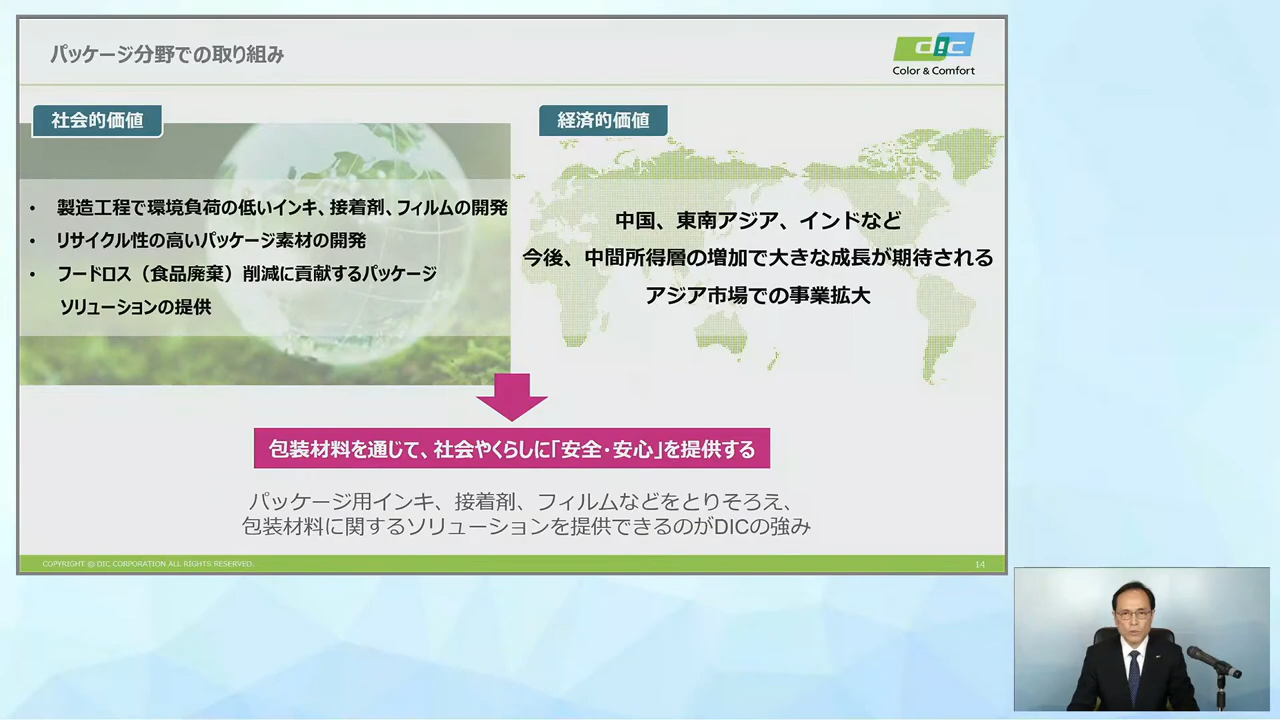 パッケージ分野での取り組み
DIC
Color & Comfort
社会的価値
・ 製造工程で環境負荷の低いインキ、接着剤、フィルムの開発
・ リサイクル性の高いパッケージ素材の開発
・ フードロス（食品廃棄）削減に貢献するパッケージ
ソリューションの提供
経済的価値
中国、東南アジア、インドなど
今後、中間所得層の増加で大きな成長が期待される
アジア市場での事業拡大
包装材料を通じて、社会やくらしに「安全・安心」を提供する
パッケージ用インキ、接着剤、フィルムなどをとりそろえ、
包装材料に関するソリューションを提供できるのがDICの強み
COPYRIGHT © DIC CORPORATION ALL RIGHTS RESERVED.
14